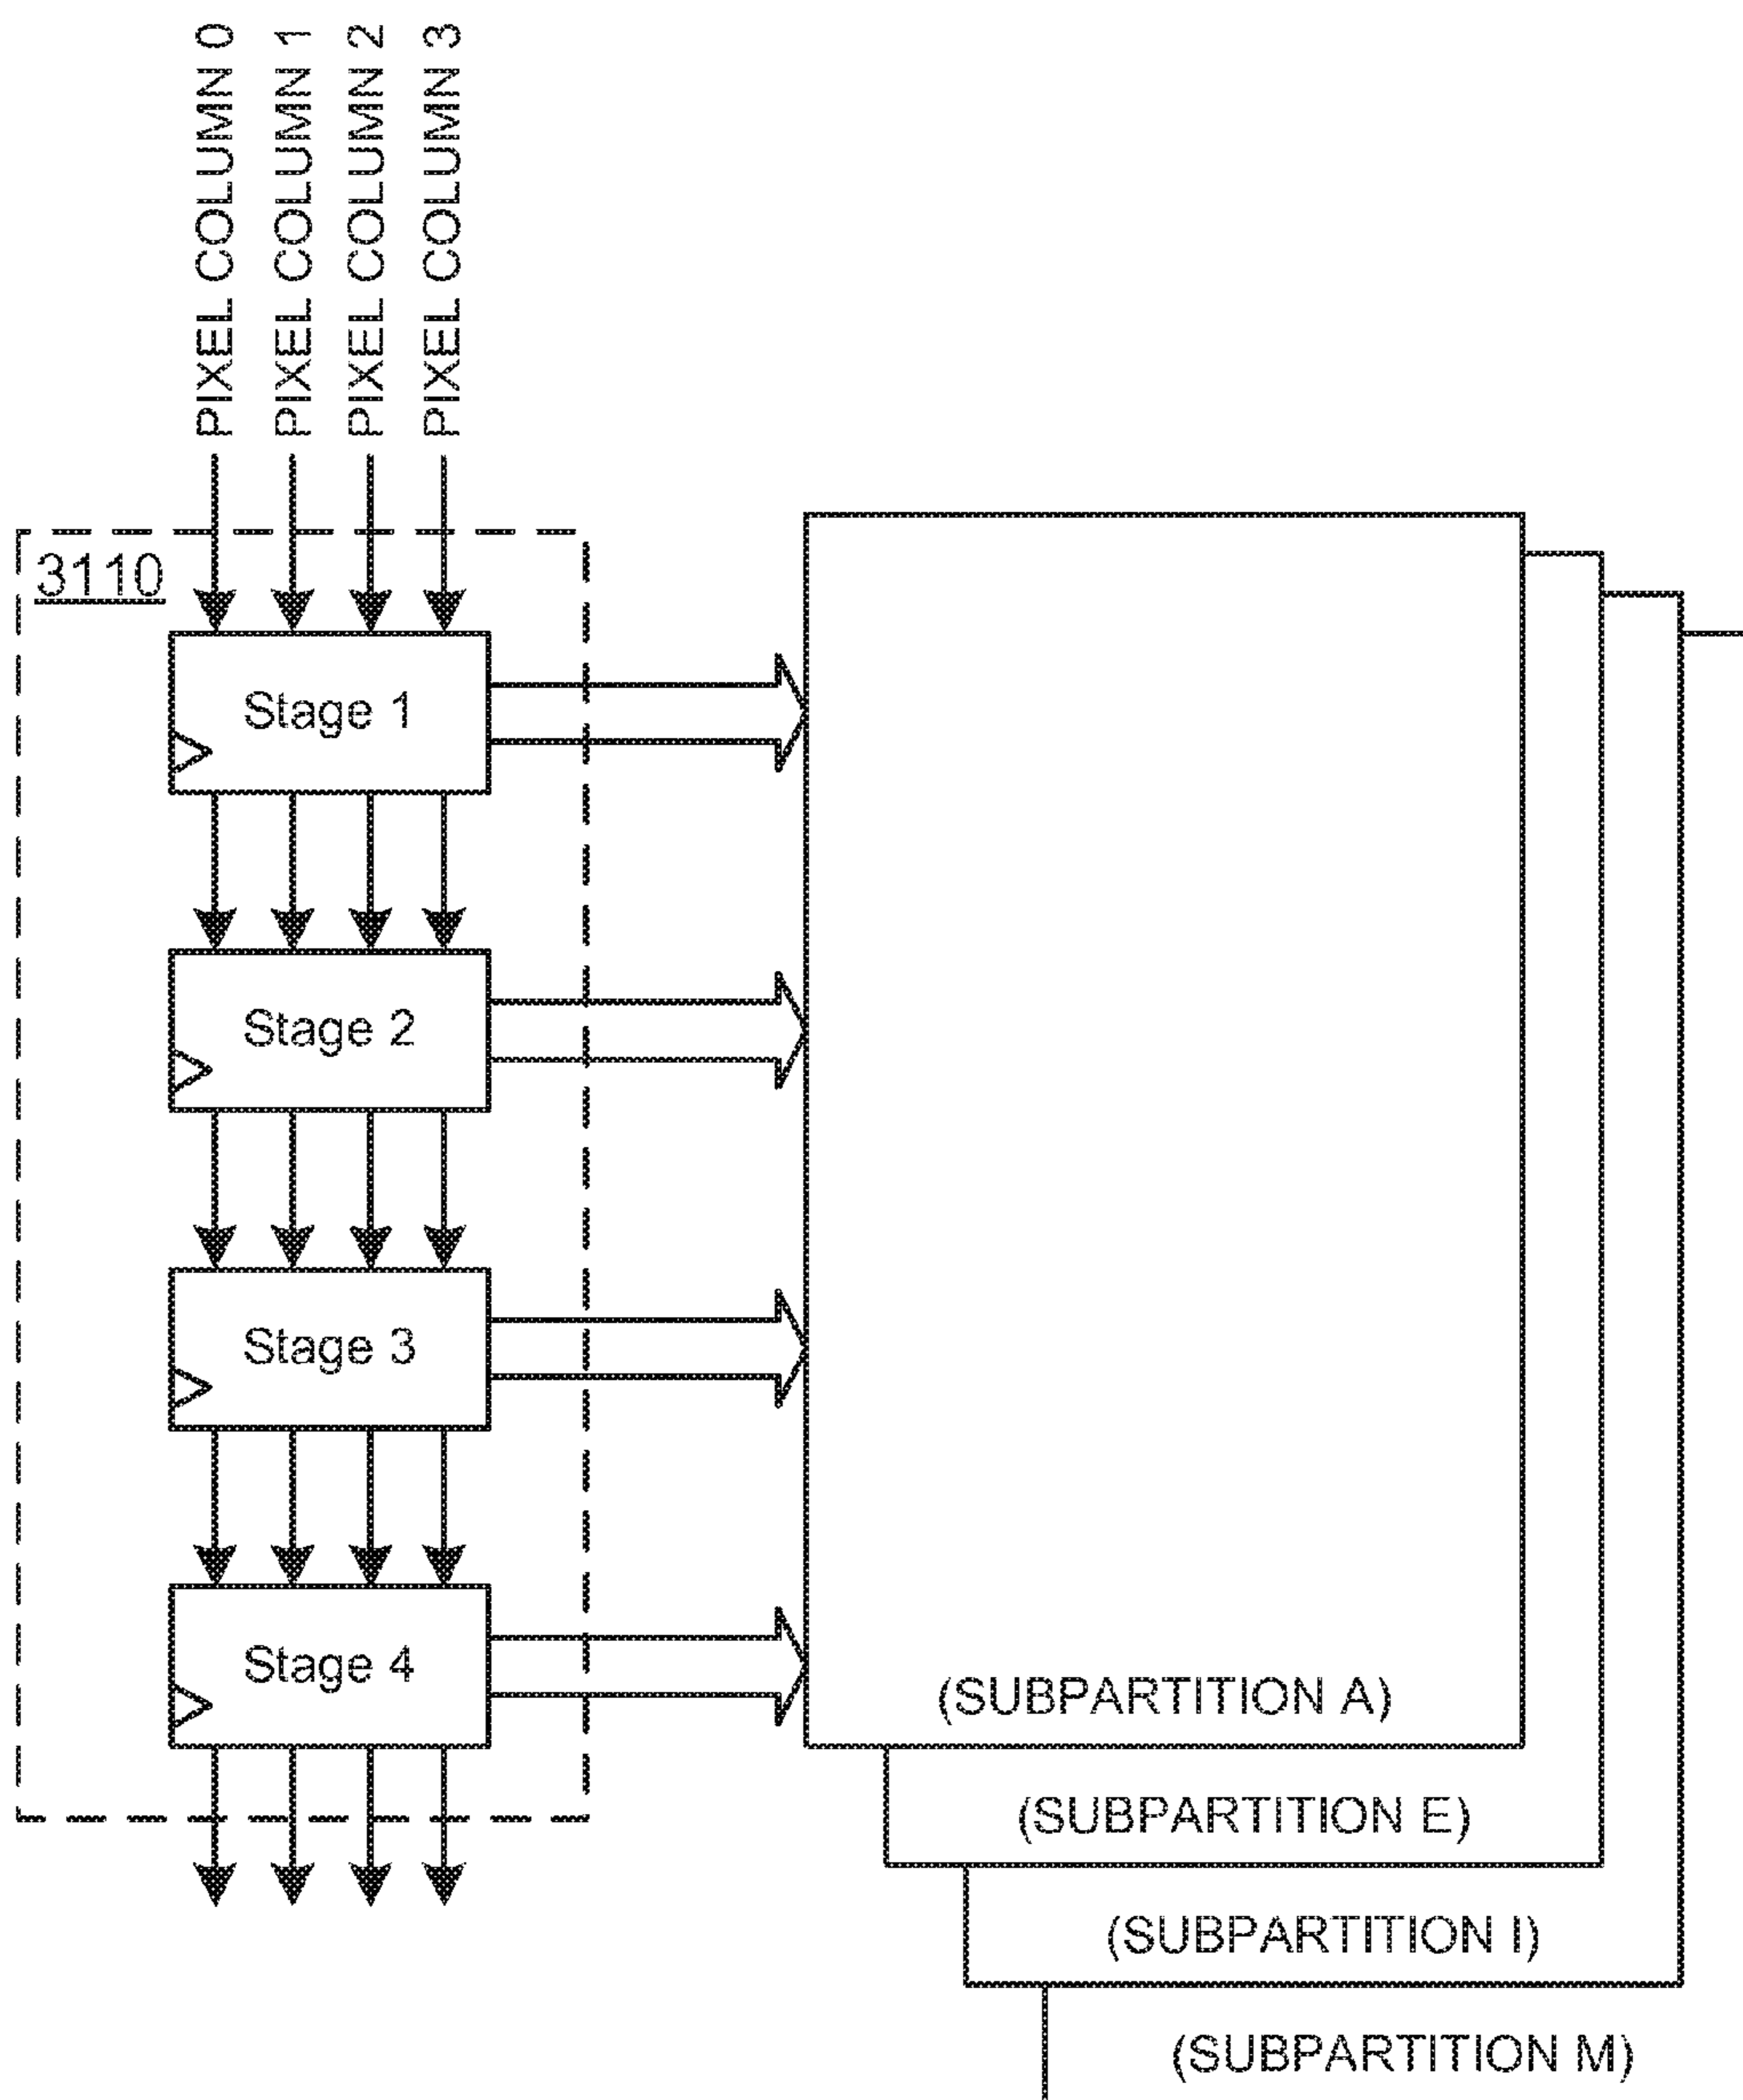 PIXEL COLUMN 0
PIXEL COLUMN 1
PIXEL COLUMN 2
PIXEL COLUMN 3
3110
Stage 1
Stage 2
Stage 3
Stage 4
(SUBPARTITION A)
(SUBPARTITION E)
(SUBPARTITION I)
(SUBPARTITION M)